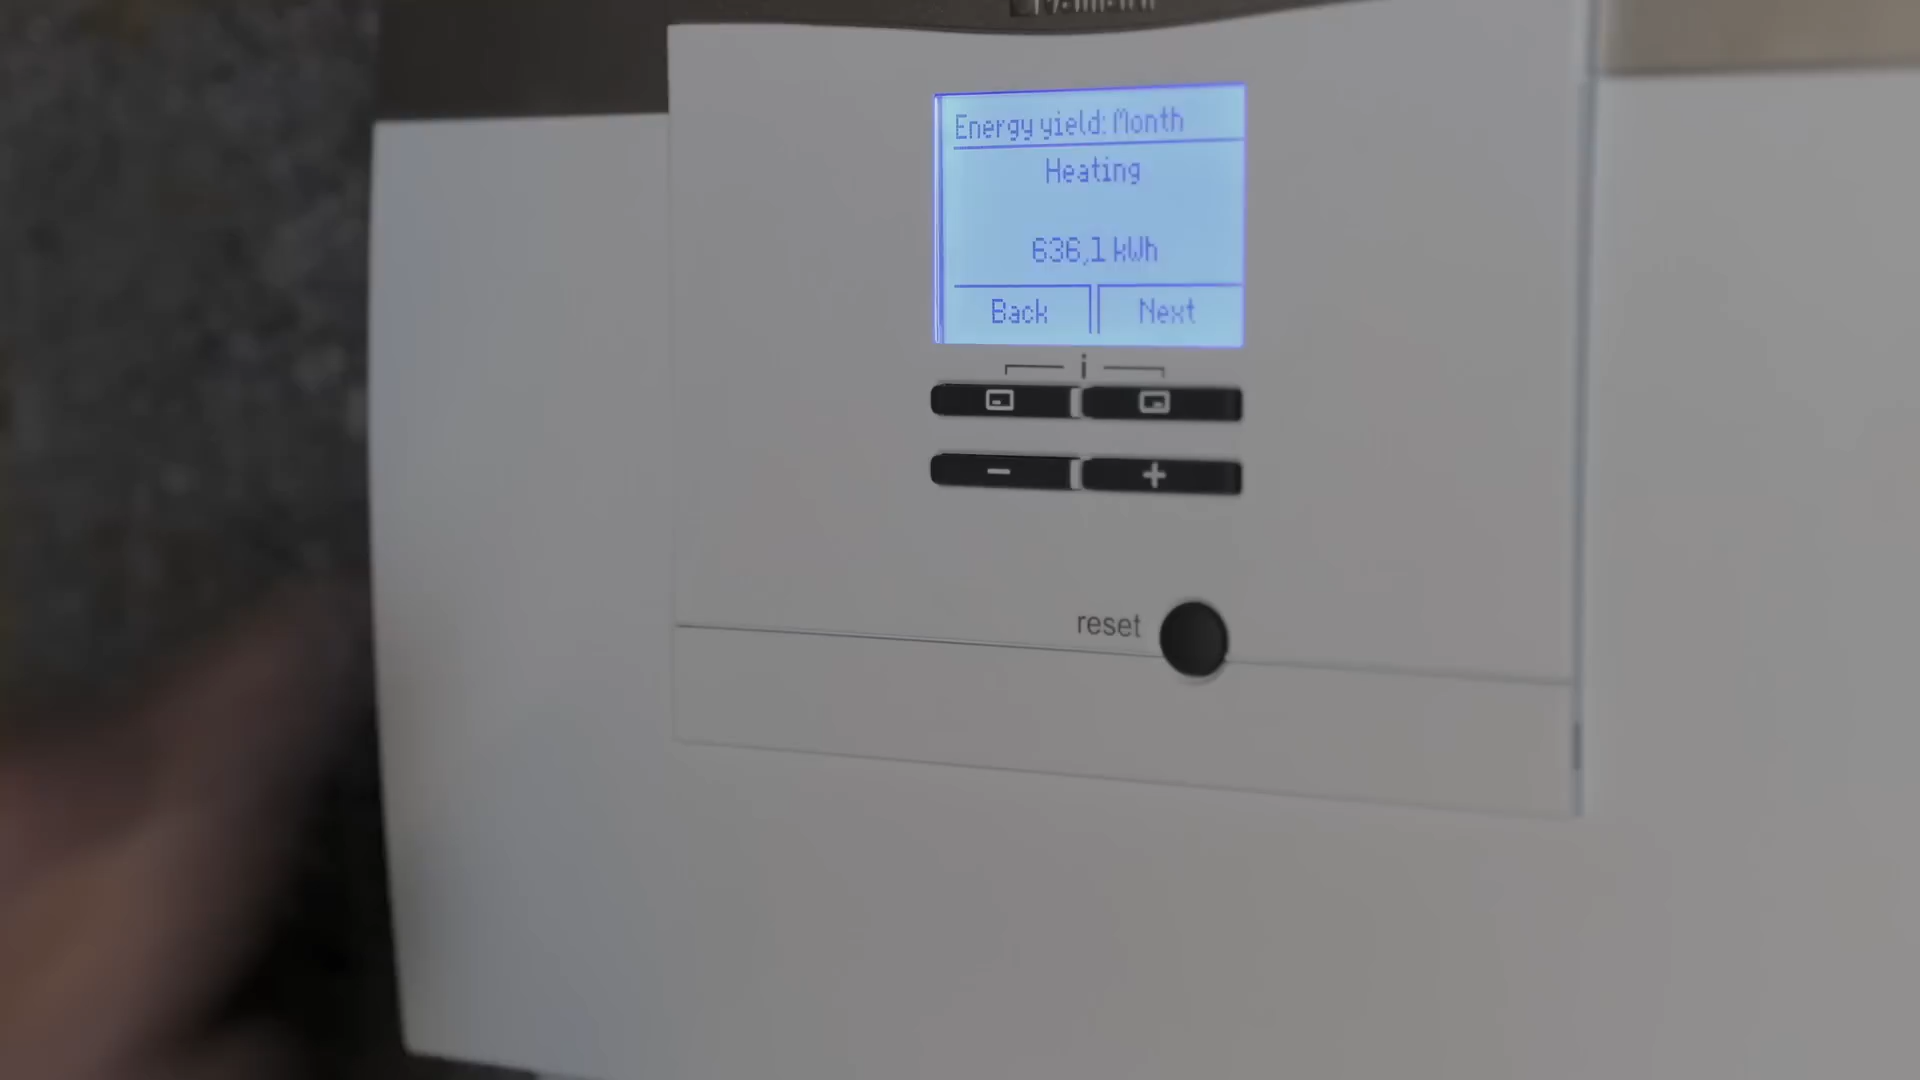 Energy yield: Month
Heating
636,1 kWh
Back
Next
i
− +
reset